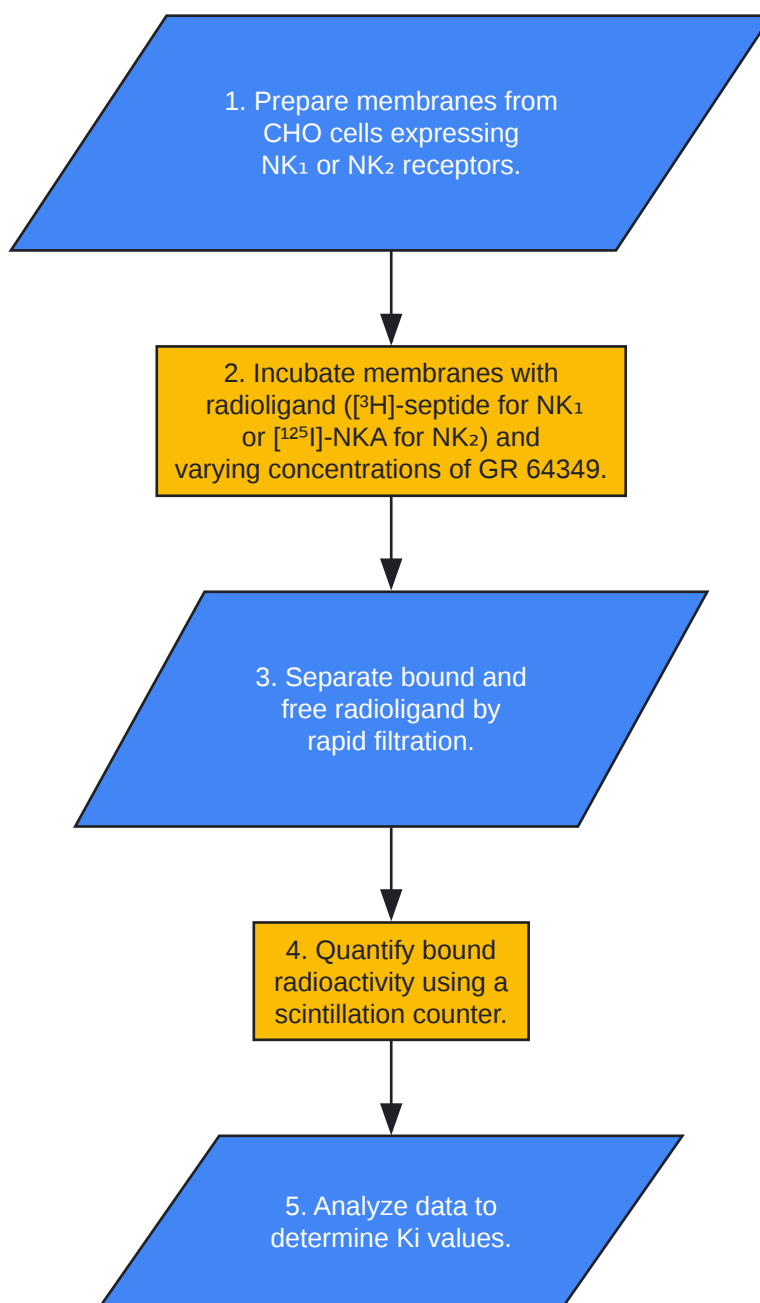 1. Prepare membranes from
CHO cells expressing
NK₁ or NK₂ receptors.
2. Incubate membranes with
radioligand ([³H]-septide for NK₁
or [¹²⁵I]-NKA for NK₂) and
varying concentrations of GR 64349.
3. Separate bound and
free radioligand by
rapid filtration.
4. Quantify bound
radioactivity using a
scintillation counter.
5. Analyze data to
determine Ki values.